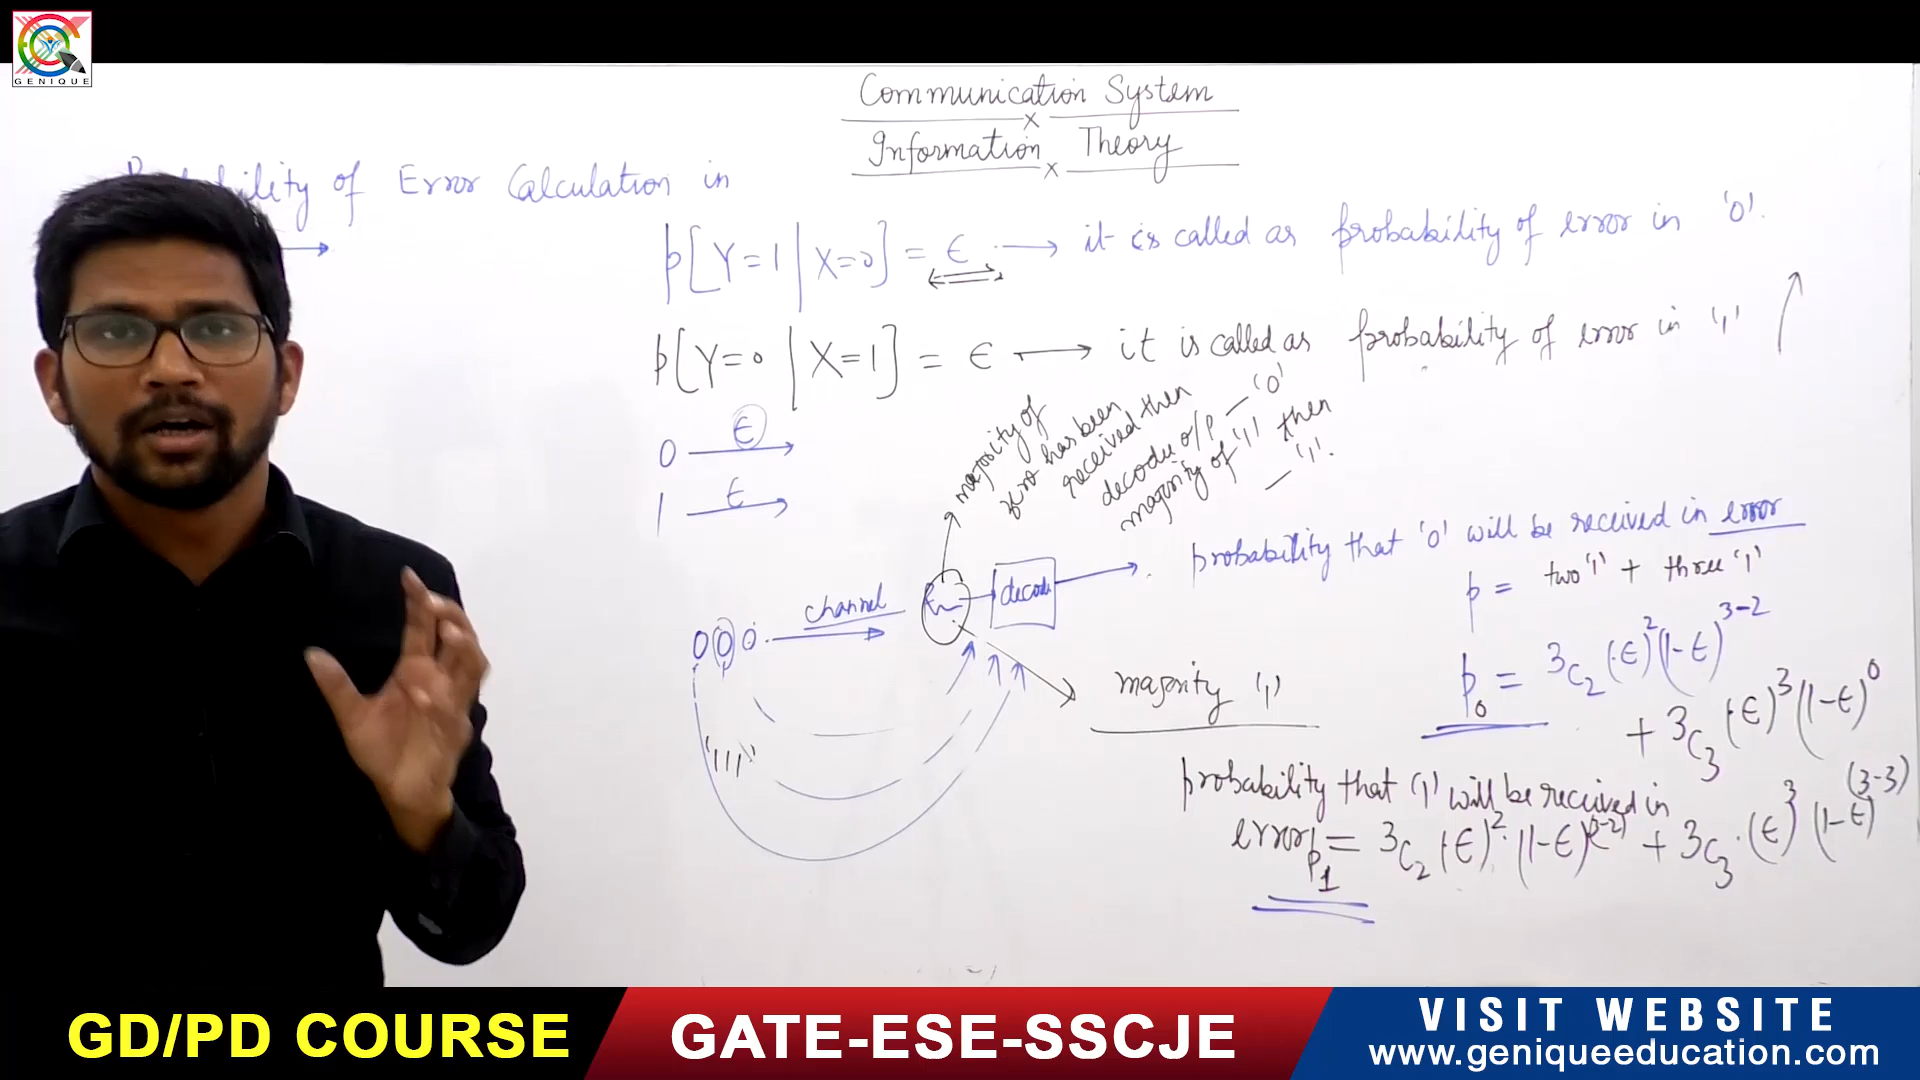 GENIQUE
Communication System
Information Theory
Probability of Error Calculation in
p[Y=1 | X=0] = ϵ → it is called as probability of error in '0'.
p[Y=0 | X=1] = ϵ → it is called as probability of error in '1'
0 ϵ
1 ϵ
majority of
zero has been
received then
decode o/p – '0'
majority of '1' then
– '1'.
000 channel decode
probability that '0' will be received in error
p = two '1' + three '1'
p₀ = 3C₂ (ϵ)² (1-ϵ)³⁻²
+ 3C₃ (ϵ)³ (1-ϵ)⁰
majority '1'
'111'
probability that '1' will be received in
error p₁ = 3C₂ (ϵ)² · (1-ϵ)⁽³⁻²⁾ + 3C₃ · (ϵ)³ (1-ϵ)⁽³⁻³⁾
GD/PD COURSE
GATE-ESE-SSCJE
VISIT WEBSITE
www.geniqueeducation.com